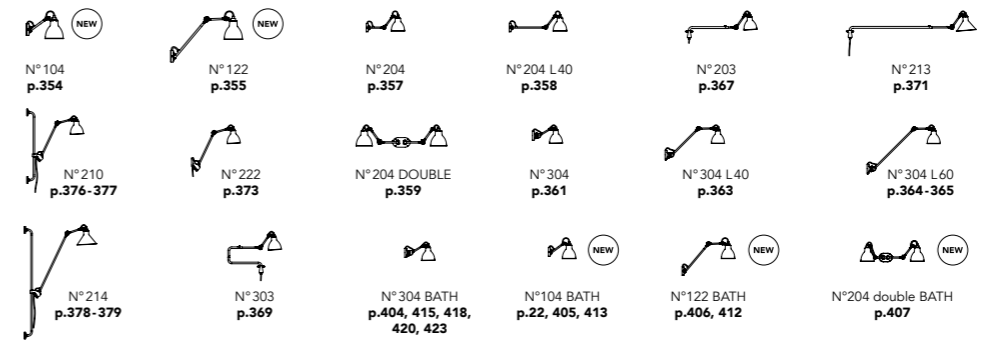 NEW
NEW
N°104
p.354
N°122
p.355
N°204
p.357
N°204 L40
p.358
N°203
p.367
N°213
p.371
N°210
p.376-377
N°222
p.373
N°204 DOUBLE
p.359
N°304
p.361
N°304 L40
p.363
N°304 L60
p.364-365
NEW
NEW
NEW
N°214
p.378-379
N°303
p.369
N°304 BATH
p.404, 415, 418,
420, 423
N°104 BATH
p.22, 405, 413
N°122 BATH
p.406, 412
N°204 double BATH
p.407